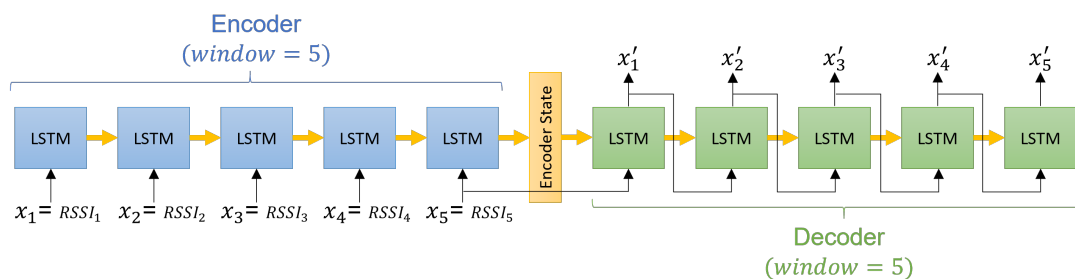 Encoder
(window = 5)
x′₁ x′₂ x′₃ x′₄ x′₅
LSTM LSTM LSTM LSTM LSTM Encoder State LSTM LSTM LSTM LSTM LSTM
x₁= RSSI₁ x₂= RSSI₂ x₃= RSSI₃ x₄= RSSI₄ x₅= RSSI₅
Decoder
(window = 5)